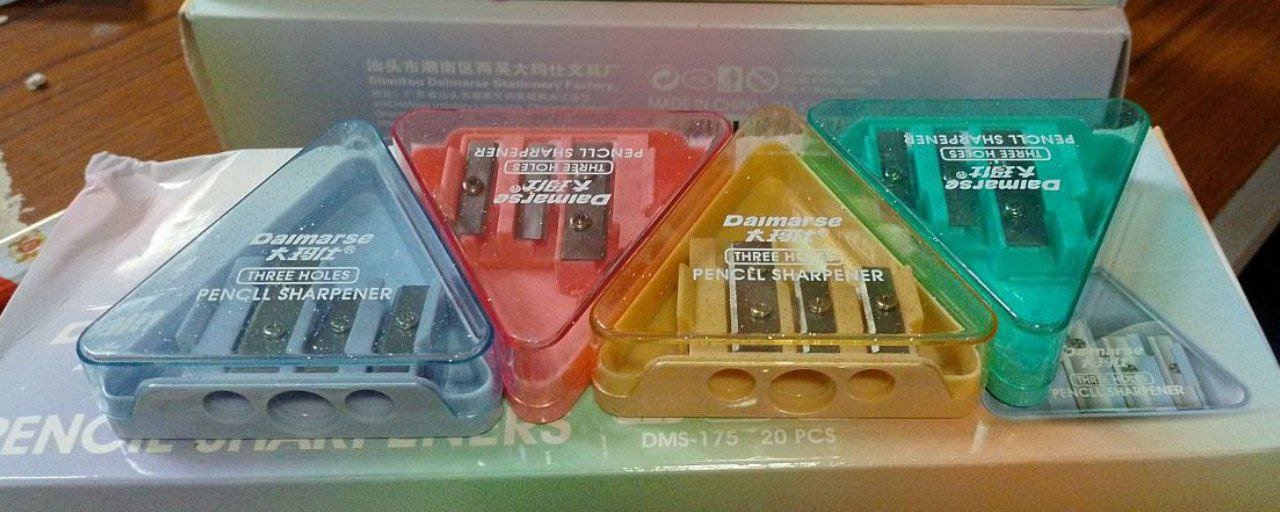 汕头市潮南区两英大玛仕文具厂
Shantou Daimarse Stationery Factory.
MADE IN CHINA
PENCLL SHARPENER
THREE HOLES
大玛仕®
Daimarse
PENCLL SHARPENER
THREE HOLES
大玛仕®
Daimarse
Daimarse
大玛仕®
THREE HOLES
PENCLL SHARPENER
Daimarse
大玛仕®
THREE HOLES
PENCLL SHARPENER
Daimarse
THREE HOLES
PENCLL SHARPENER
PENCIL SHARPENERS
DMS-175 20 PCS